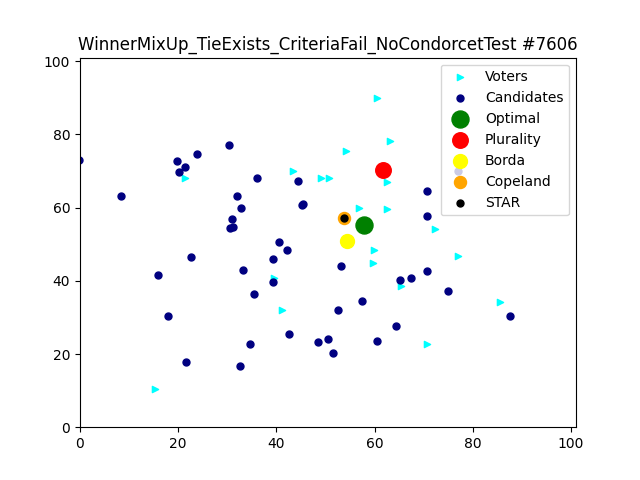 WinnerMixUp_TieExists_CriteriaFail_NoCondorcetTest #7606
100
80
60
40
20
0
0
20
40
60
80
100
Voters
Candidates
Optimal
Plurality
Borda
Copeland
STAR